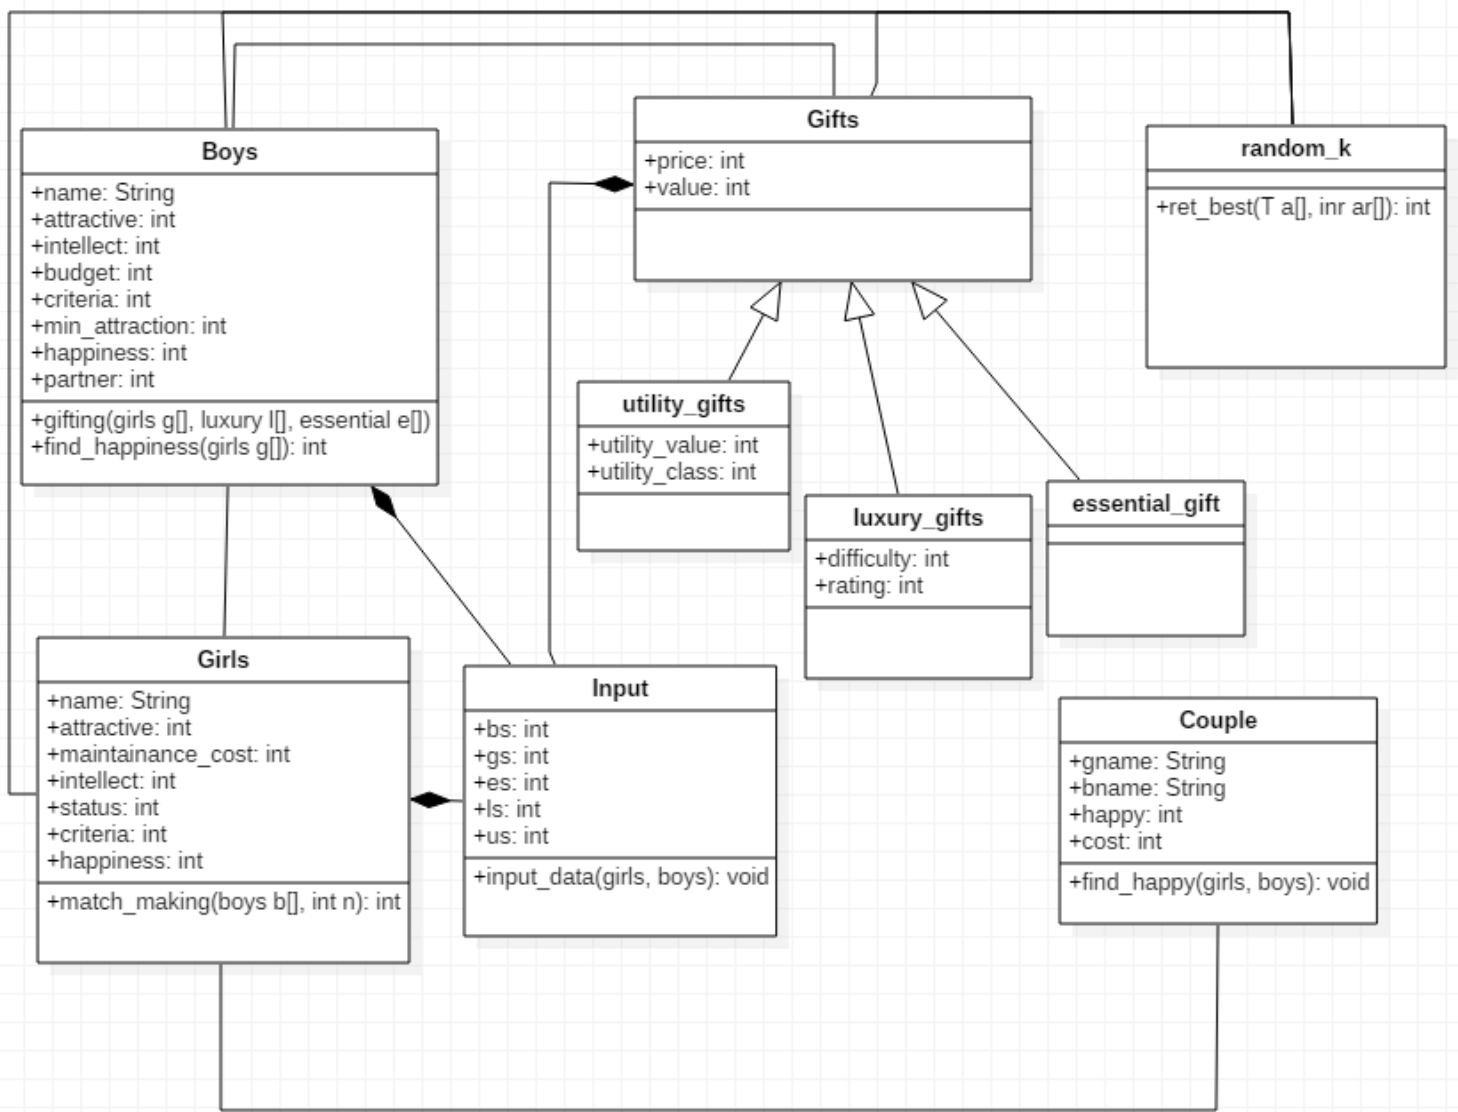 Boys
+name: String
+attractive: int
+intellect: int
+budget: int
+criteria: int
+min_attraction: int
+happiness: int
+partner: int
+gifting(girls g[], luxury l[], essential e[])
+find_happiness(girls g[]): int
Gifts
+price: int
+value: int
random_k
+ret_best(T a[], inr ar[]): int
utility_gifts
+utility_value: int
+utility_class: int
luxury_gifts
+difficulty: int
+rating: int
essential_gift
Girls
+name: String
+attractive: int
+maintainance_cost: int
+intellect: int
+status: int
+criteria: int
+happiness: int
+match_making(boys b[], int n): int
Input
+bs: int
+gs: int
+es: int
+ls: int
+us: int
+input_data(girls, boys): void
Couple
+gname: String
+bname: String
+happy: int
+cost: int
+find_happy(girls, boys): void